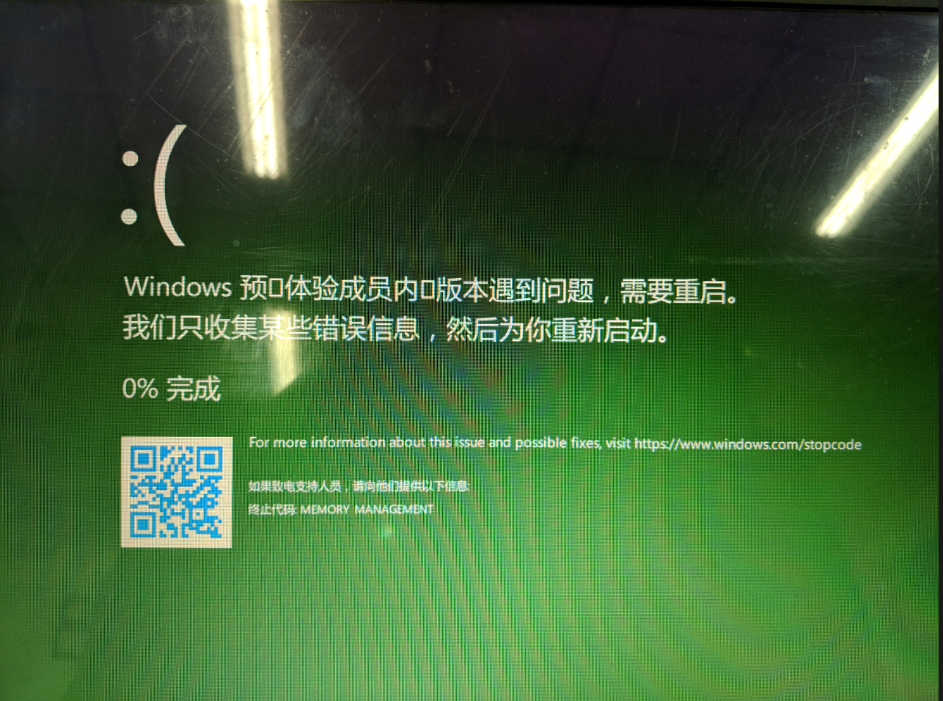 :(
Windows 预▯体验成员内▯版本遇到问题，需要重启。
我们只收集某些错误信息，然后为你重新启动。
0% 完成
For more information about this issue and possible fixes, visit https://www.windows.com/stopcode
如果致电支持人员，请向他们提供以下信息:
终止代码: MEMORY MANAGEMENT